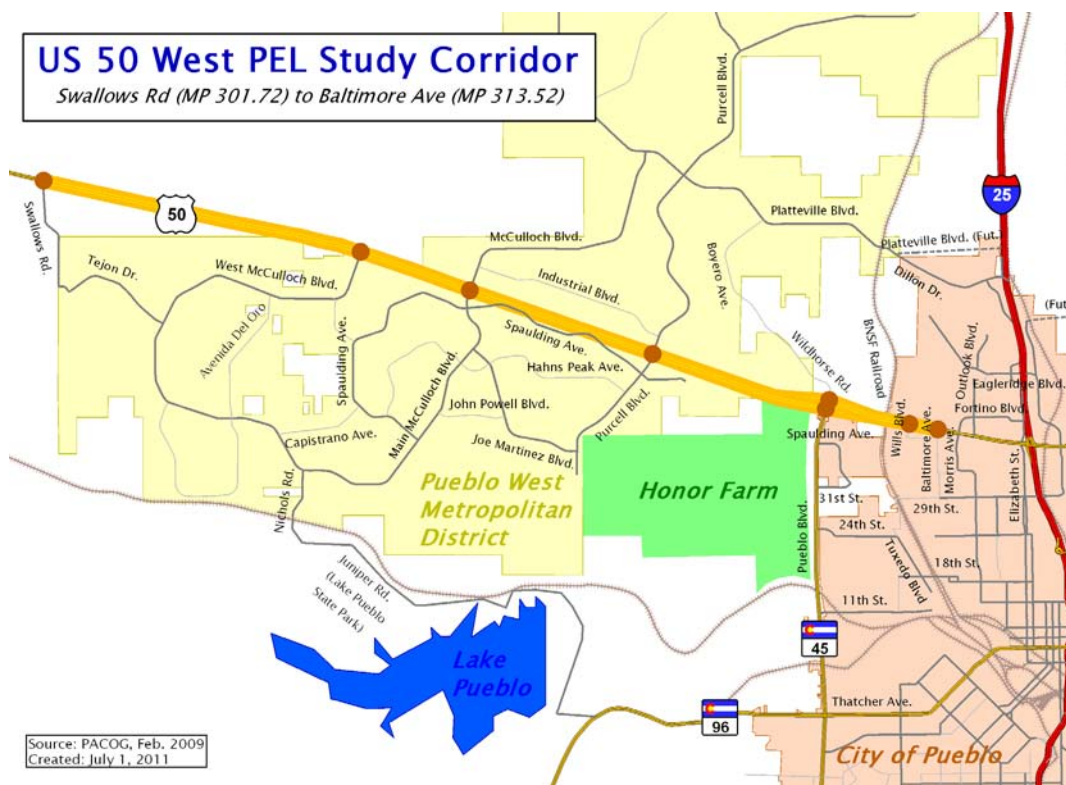 US 50 West PEL Study Corridor
Swallows Rd (MP 301.72) to Baltimore Ave (MP 313.52)
Purcell Blvd.
25
50
Swallows Rd.
Tejon Dr.
West McCulloch Blvd.
McCulloch Blvd.
Platteville Blvd.
Platteville Blvd. (Fut.)
Dillon Dr.
Boyero Ave.
Industrial Blvd.
Avenida Del Oro
Spaulding Ave.
Spaulding Ave.
Hahns Peak Ave.
Wildhorse Rd.
BNSF Railroad
(Fut
Outlook Blvd.
Eagleridge Blvd.
Fortino Blvd.
John Powell Blvd.
Main McCulloch Blvd.
Purcell Blvd.
Capistrano Ave.
Joe Martinez Blvd.
Spaulding Ave.
Wills Blvd.
Baltimore Ave.
Morris Ave.
Elizabeth St.
Nichols Rd.
Pueblo West
Metropolitan
District
Honor Farm
Pueblo Blvd.
31st St.
29th St.
24th St.
Tuxedo Blvd
18th St.
11th St.
Juniper Rd.
(Lake Pueblo
State Park)
Lake
Pueblo
45
96
Thatcher Ave.
City of Pueblo
Source: PACOG, Feb. 2009
Created: July 1, 2011